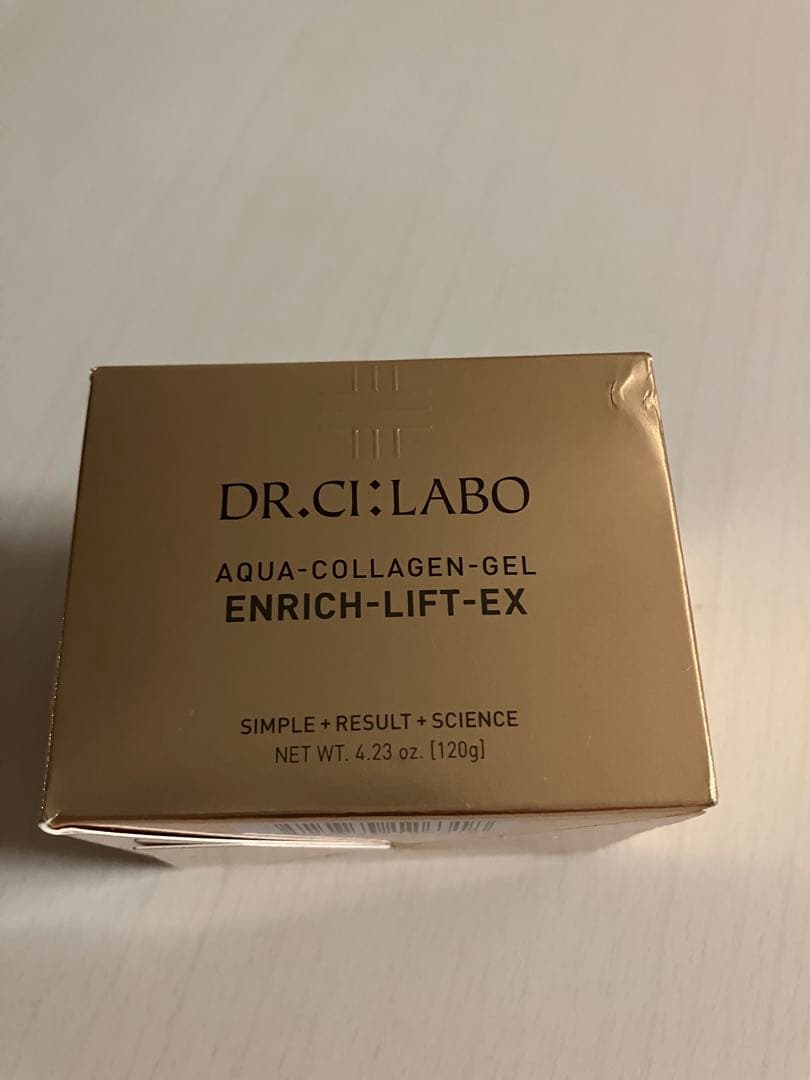 DR.CI:LABO
AQUA-COLLAGEN-GEL
ENRICH-LIFT-EX
SIMPLE + RESULT + SCIENCE
NET WT. 4.23 oz. [120g]